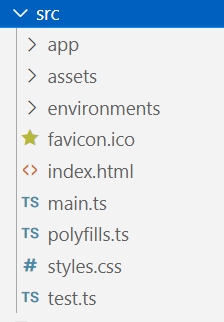 src
app
assets
environments
favicon.ico
index.html
TS main.ts
TS polyfills.ts
# styles.css
TS test.ts